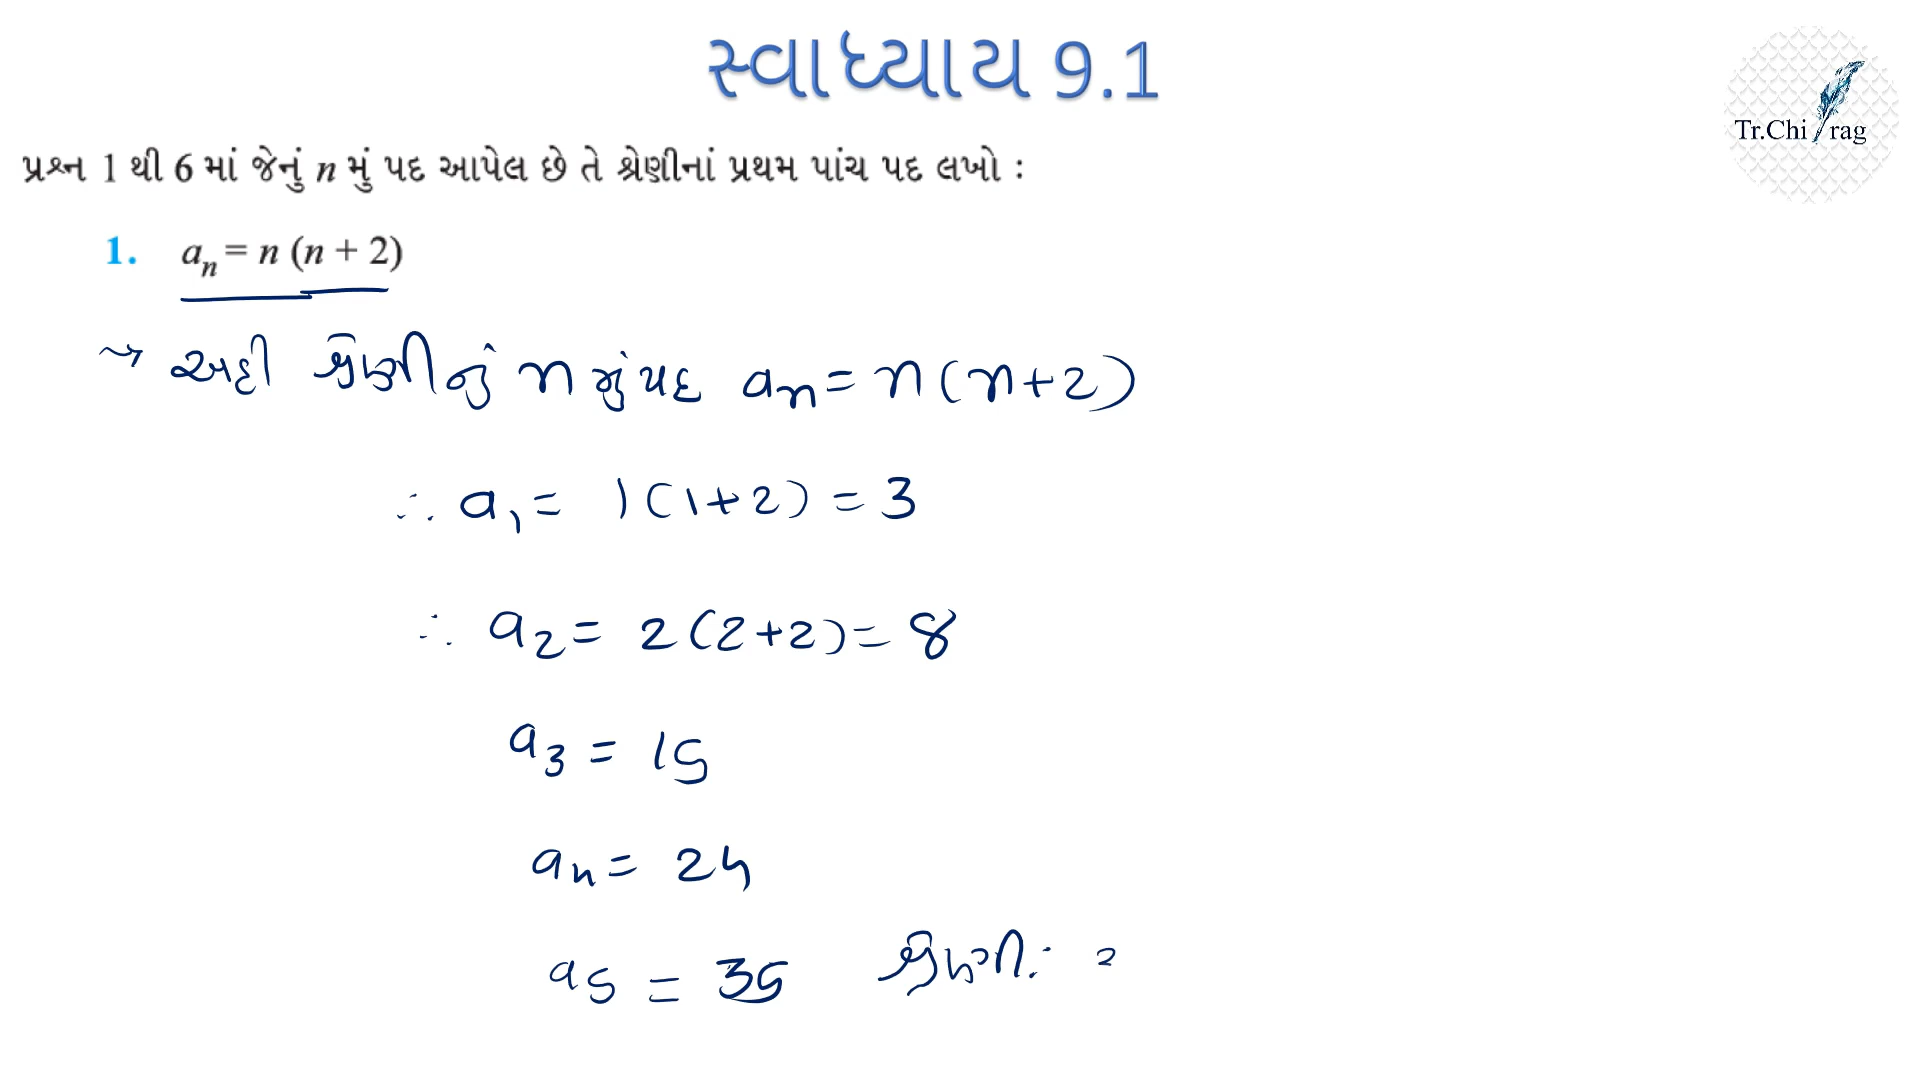 સ્વાધ્યાય 9.1
Tr.Chirag
પ્રશ્ન 1 થી 6 માં જેનું n મું પદ આપેલ છે તે શ્રેણીનાં પ્રથમ પાંચ પદ લખો :
1. aₙ = n (n + 2)
→ અહી શ્રેણીનું n મું પદ aₙ = n(n+2)
∴ a₁ = 1(1+2) = 3
∴ a₂ = 2(2+2) = 8
a₃ = 15
a₄ = 24
a₅ = 35 શ્રેણી :